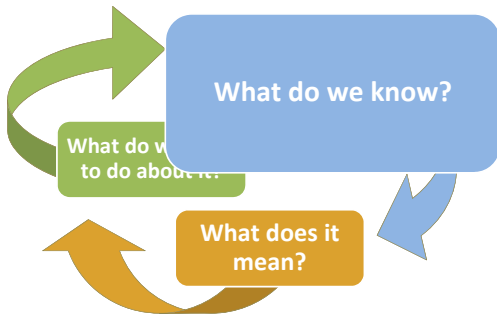 What do we know?
What do w
to do about it?
What does it
mean?